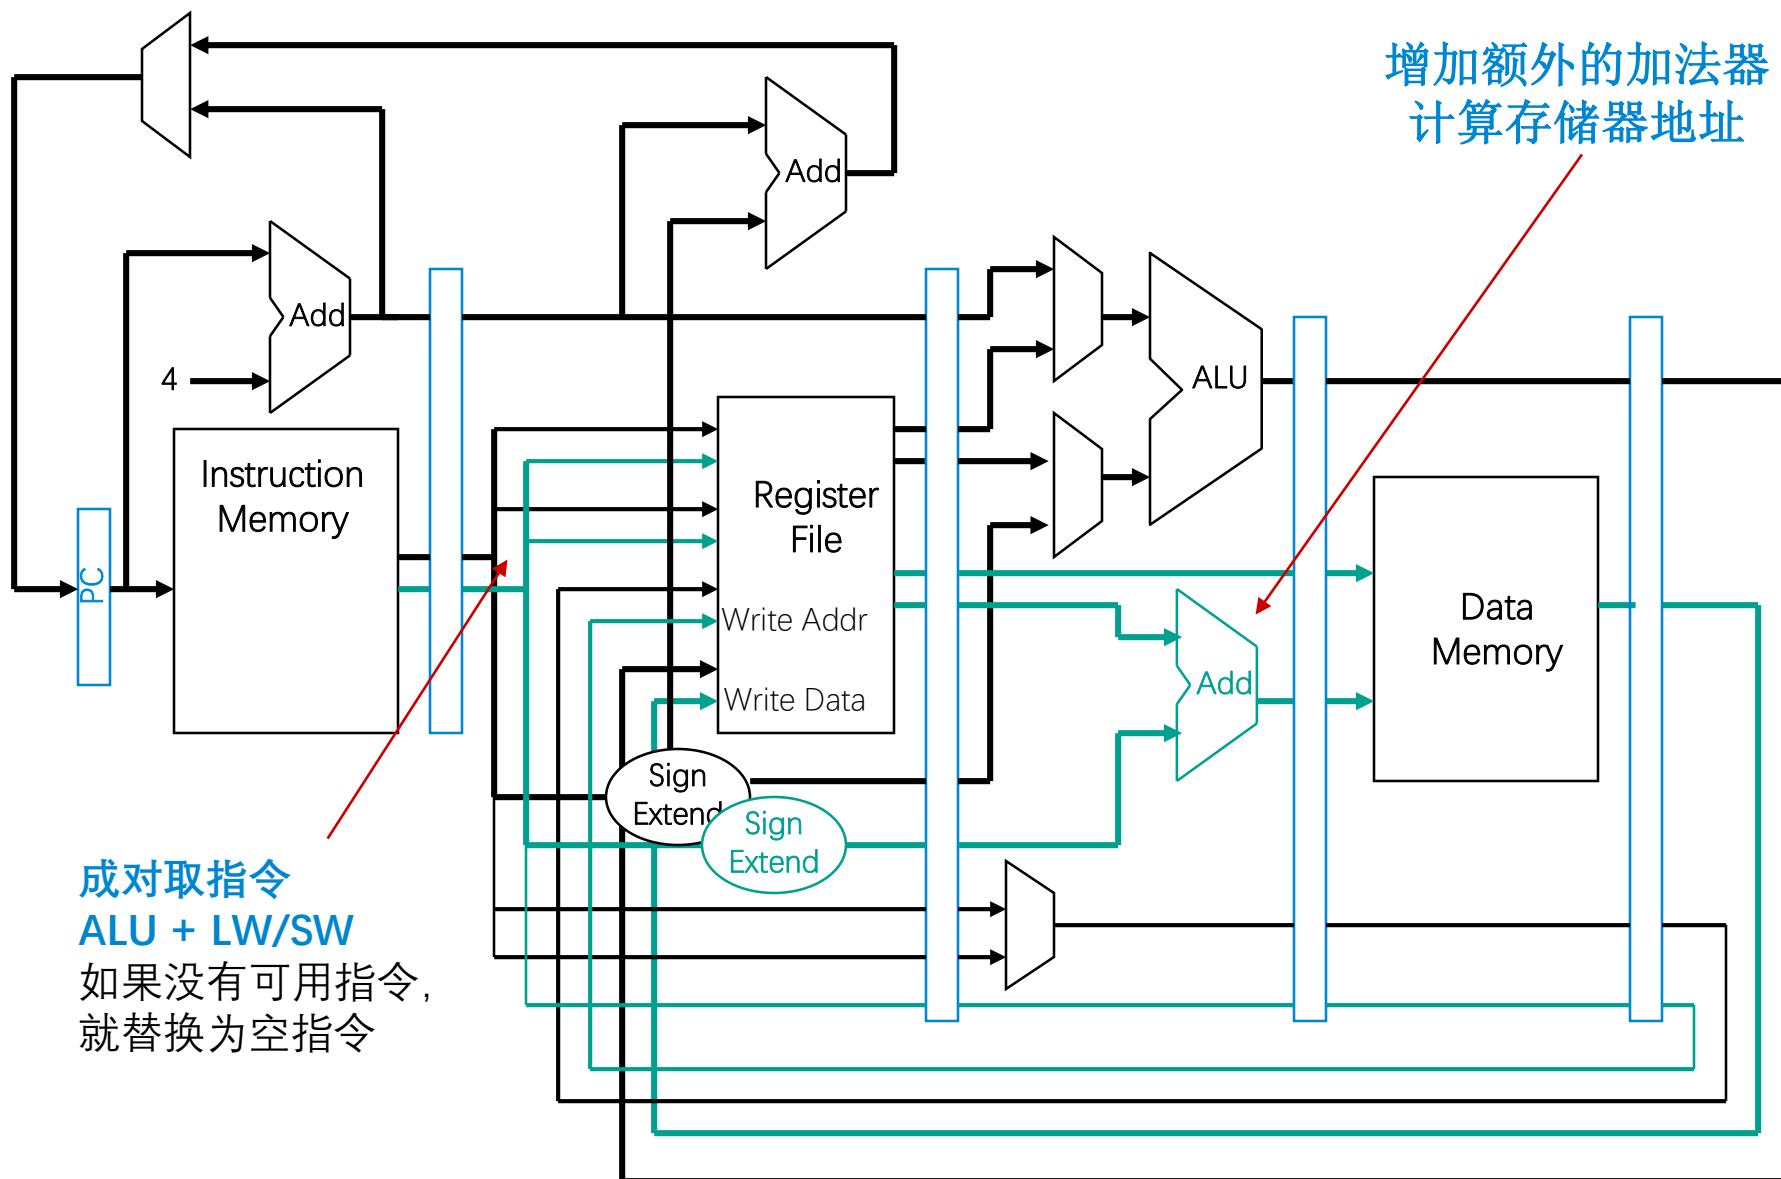 增加额外的加法器
计算存储器地址
Add
Add
4
ALU
Instruction
Memory
Register
File
PC
Write Addr
Write Data
Data
Memory
Add
Sign
Extend
Sign
Extend
成对取指令
ALU + LW/SW
如果没有可用指令,
就替换为空指令